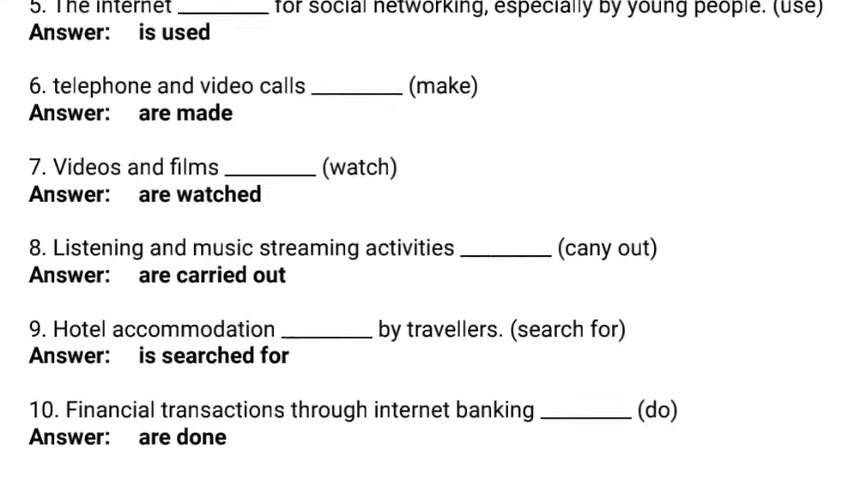 5. The internet ________ for social networking, especially by young people. (use)
Answer: is used
6. telephone and video calls ________ (make)
Answer: are made
7. Videos and films ________ (watch)
Answer: are watched
8. Listening and music streaming activities ________ (cany out)
Answer: are carried out
9. Hotel accommodation ________ by travellers. (search for)
Answer: is searched for
10. Financial transactions through internet banking ________ (do)
Answer: are done